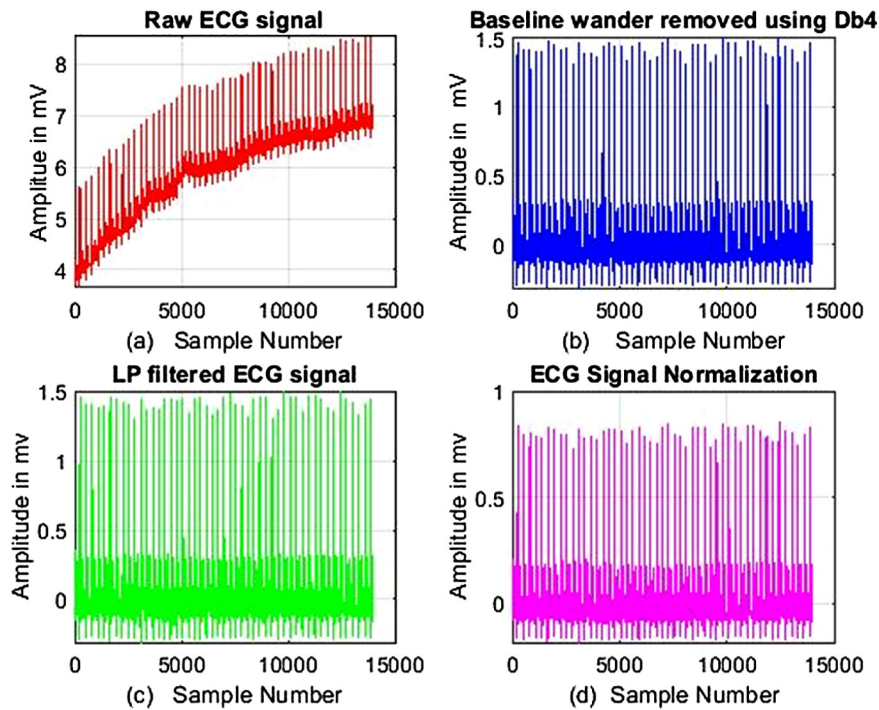 Raw ECG signal
Amplitue in mV
8
7
6
5
4
0
5000
10000
15000
(a) Sample Number
Baseline wander removed using Db4
Amplitude in mV
1.5
1
0.5
0
0
5000
10000
15000
(b) Sample Number
LP filtered ECG signal
Amplitude in mv
1.5
1
0.5
0
0
5000
10000
15000
(c) Sample Number
ECG Signal Normalization
Amplitude in mv
1
0.5
0
0
5000
10000
15000
(d) Sample Number